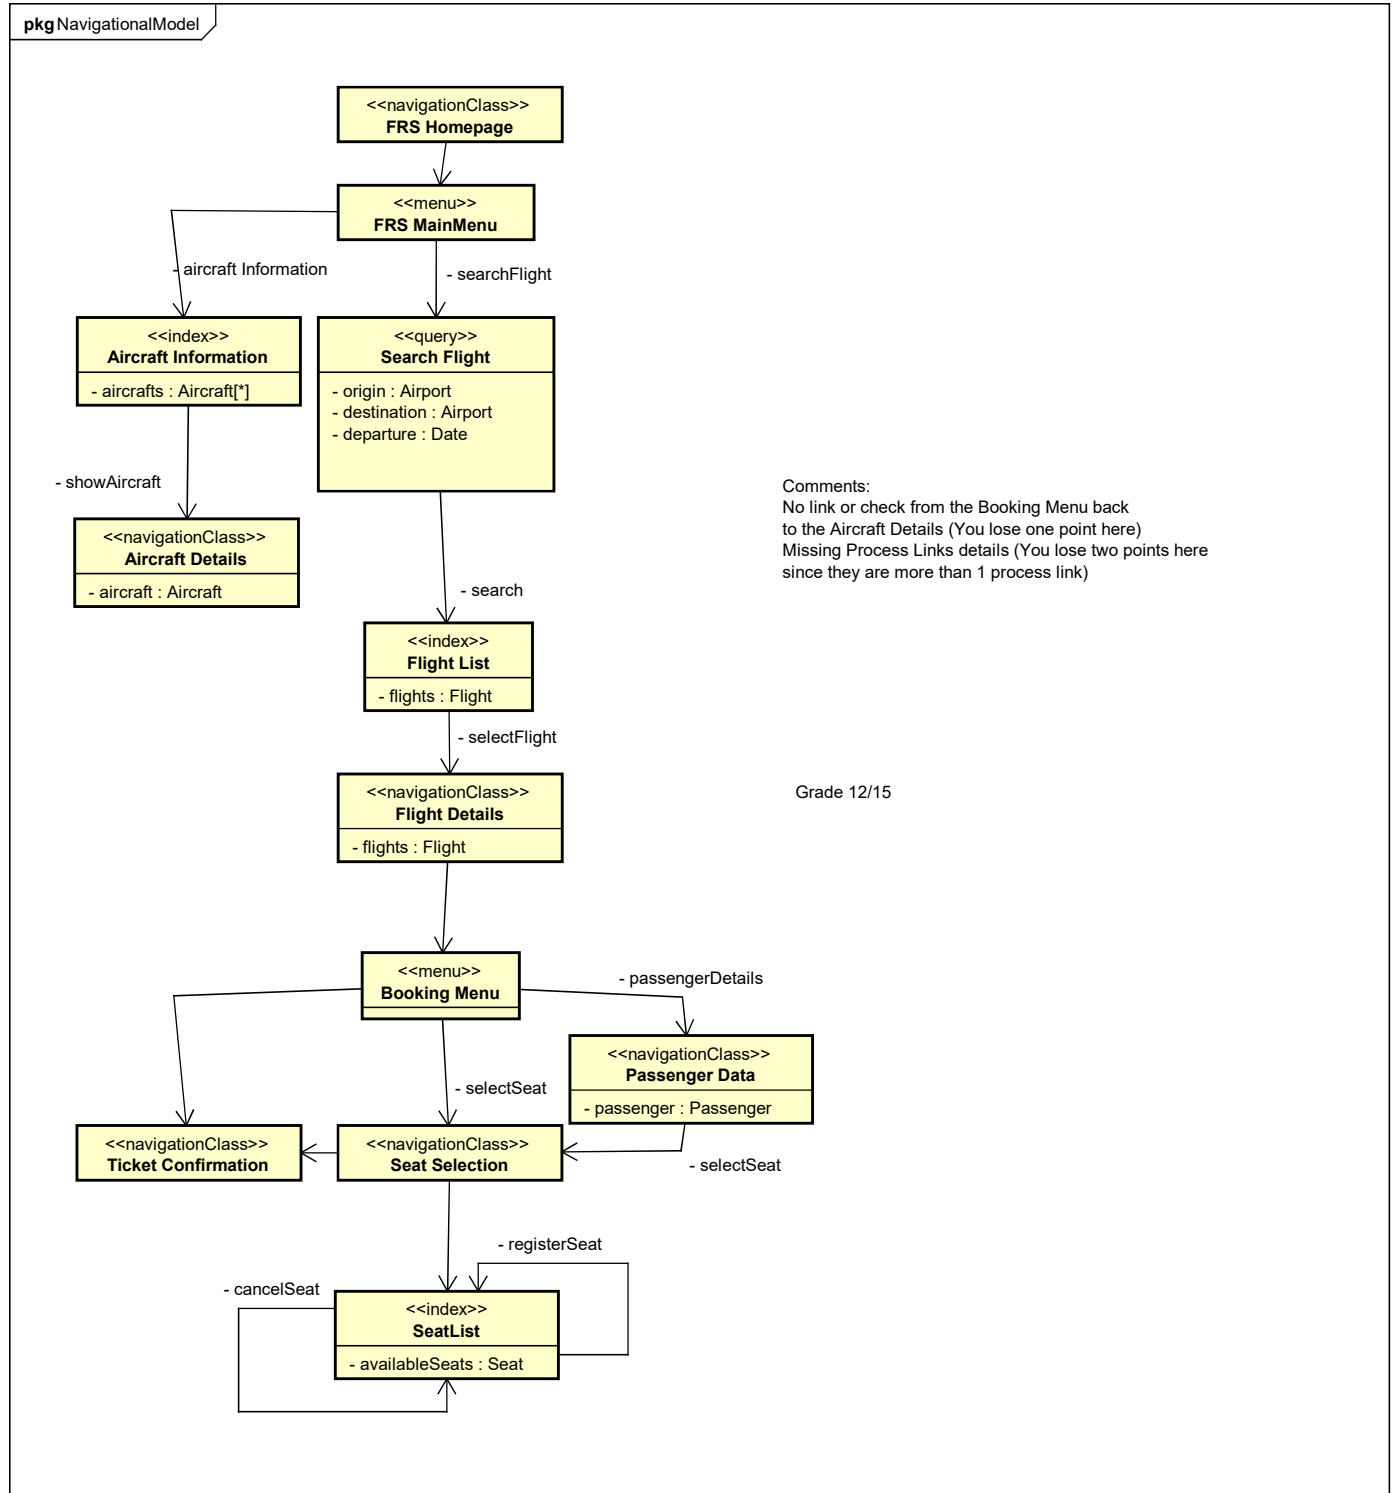 pkg NavigationalModel
<<navigationClass>>
FRS Homepage
<<menu>>
FRS MainMenu
- aircraft Information
- searchFlight
<<index>>
Aircraft Information
- aircrafts : Aircraft[*]
<<query>>
Search Flight
- origin : Airport
- destination : Airport
- departure : Date
- showAircraft
<<navigationClass>>
Aircraft Details
- aircraft : Aircraft
Comments:
No link or check from the Booking Menu back
to the Aircraft Details (You lose one point here)
Missing Process Links details (You lose two points here
since they are more than 1 process link)
- search
<<index>>
Flight List
- flights : Flight
- selectFlight
<<navigationClass>>
Flight Details
- flights : Flight
Grade 12/15
<<menu>>
Booking Menu
- passengerDetails
<<navigationClass>>
Passenger Data
- passenger : Passenger
- selectSeat
<<navigationClass>>
Ticket Confirmation
<<navigationClass>>
Seat Selection
- selectSeat
- registerSeat
- cancelSeat
<<index>>
SeatList
- availableSeats : Seat